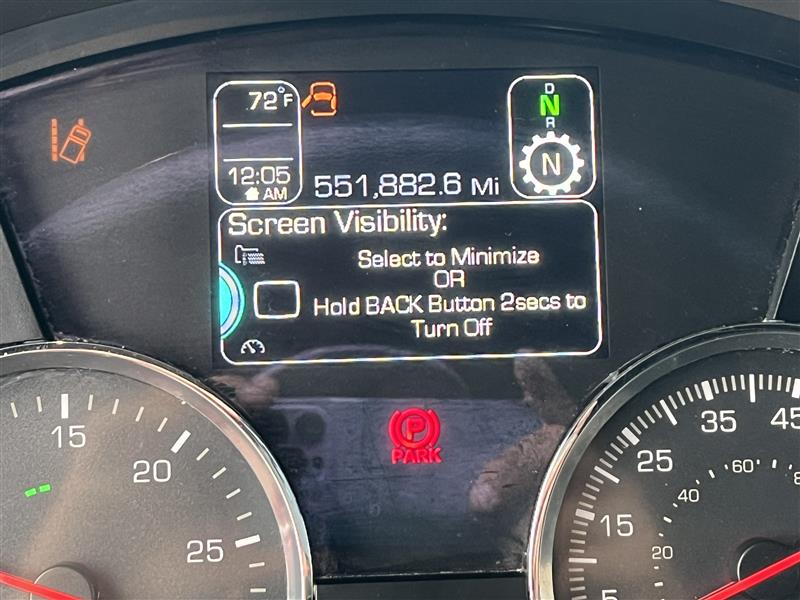 72°F
D
N
R
N
12:05
AM
551,882.6 Mi
Screen Visibility:
Select to Minimize
OR
Hold BACK Button 2secs to
Turn Off
P
PARK
15
20
25
5
15
25
35
45
20
40
60